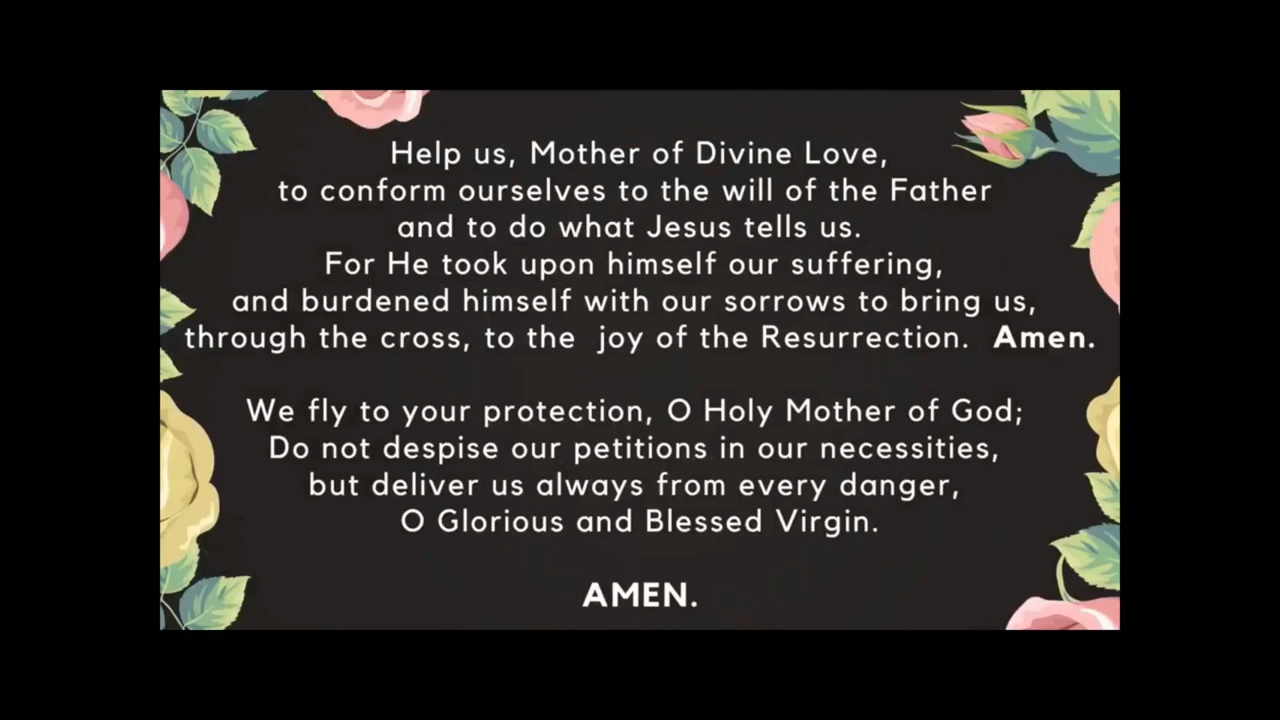 Help us, Mother of Divine Love,
to conform ourselves to the will of the Father
and to do what Jesus tells us.
For He took upon himself our suffering,
and burdened himself with our sorrows to bring us,
through the cross, to the joy of the Resurrection. Amen.
We fly to your protection, O Holy Mother of God;
Do not despise our petitions in our necessities,
but deliver us always from every danger,
O Glorious and Blessed Virgin.
AMEN.